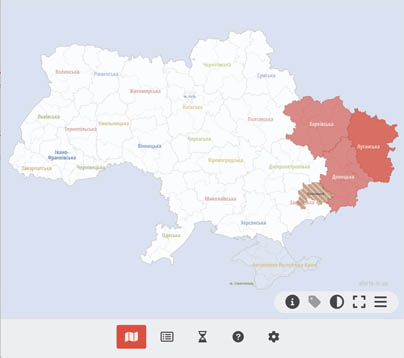 Чернігівська
Волинська
Рівненська
Сумська
Житомирська
м. Київ
Київська
Львівська
Полтавська
Харківська
Хмельницька
Тернопільська
Черкаська
Вінницька
Луганська
Івано-
Франківська
Кіровоградська
Закарпатська
Чернівецька
Дніпропетровська
Донецька
Миколаївська
Херсонська
Одеська
Автономна Республіка Крим
м. Севастополь
alerts.in.ua